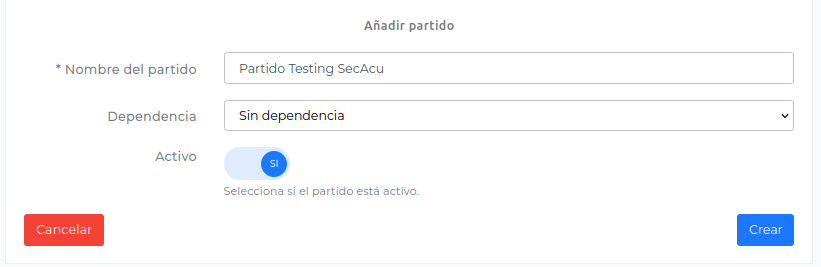 Añadir partido
* Nombre del partido
Partido Testing SecAcu
Dependencia
Sin dependencia
Activo
SI
Selecciona si el partido está activo.
Cancelar
Crear